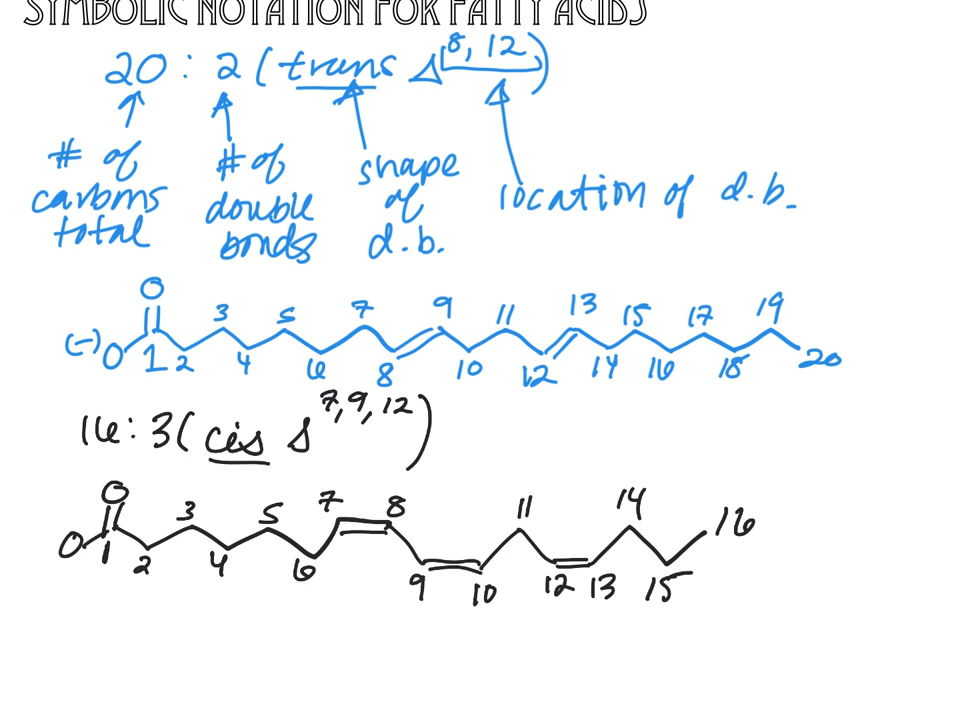 SYMBOLIC NOTATION FOR FATTY ACIDS
20 : 2 (trans Δ8, 12)
# of carbons total
# of double bonds
shape of d.b.
location of d.b.
O
(-)O 1 2 3 4 5 6 7 8 9 10 11 12 13 14 15 16 17 18 19 20
16 : 3 (cis Δ7, 9, 12)
O
O 1 2 3 4 5 6 7 8 9 10 11 12 13 14 15 16